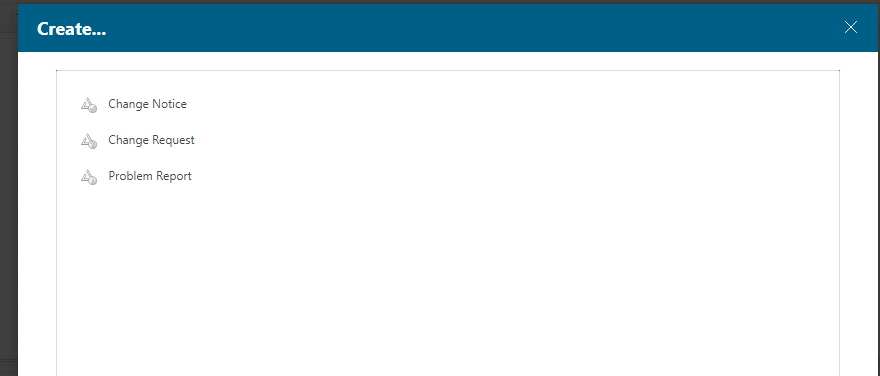 Create...
Change Notice
Change Request
Problem Report